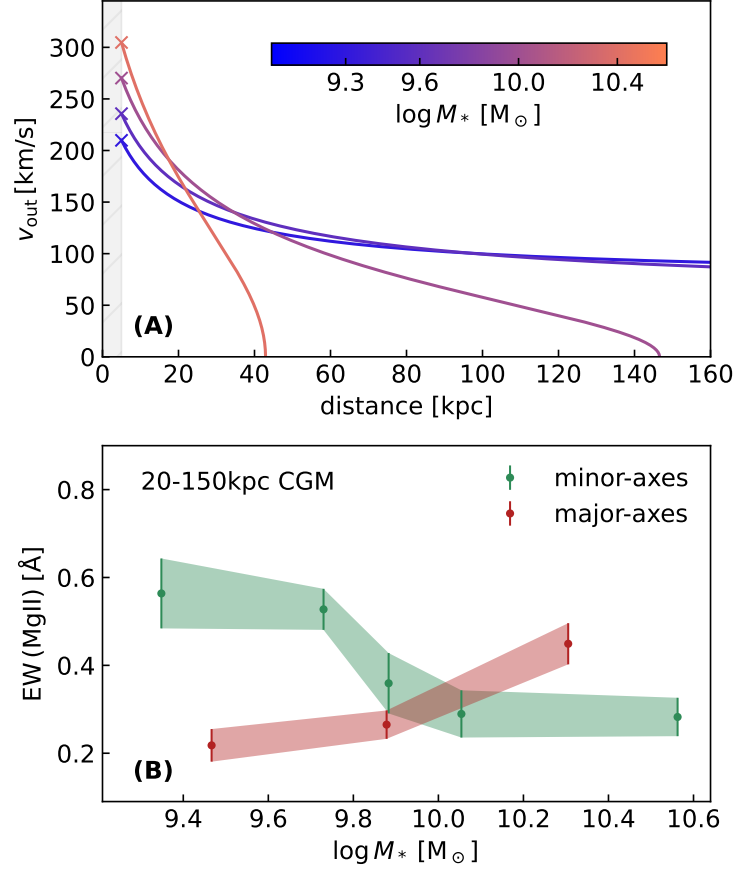 300
250
200
150
100
50
0
v_out [km/s]
9.3 9.6 10.0 10.4
log M_* [M_⊙]
(A)
0 20 40 60 80 100 120 140 160
distance [kpc]
20-150kpc CGM
minor-axes
major-axes
0.8
0.6
0.4
0.2
EW (MgII) [Å]
(B)
9.4 9.6 9.8 10.0 10.2 10.4 10.6
log M_* [M_⊙]